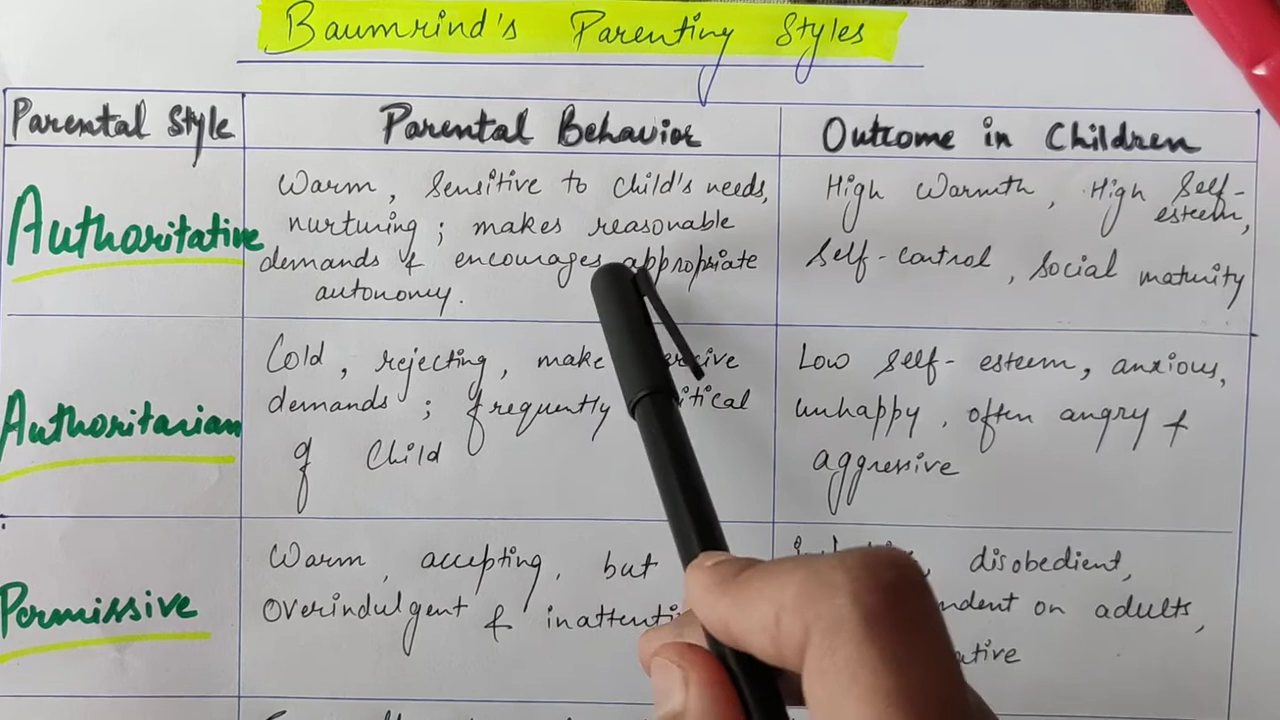 Baumrind's Parenting Styles
Parental Style
Parental Behavior
Outcome in Children
Authoritative
Warm, Sensitive to child's needs,
nurturing; makes reasonable
demands & encourages appropriate
autonomy.
High Warmth, High Self-
esteem,
Self-control, Social maturity
Authoritarian
Cold, rejecting, make
demands; frequently
of Child
Low Self-esteem, anxious,
unhappy, often angry &
aggressive
Permissive
Warm, accepting, but
Overindulgent &
disobedient,
on adults,